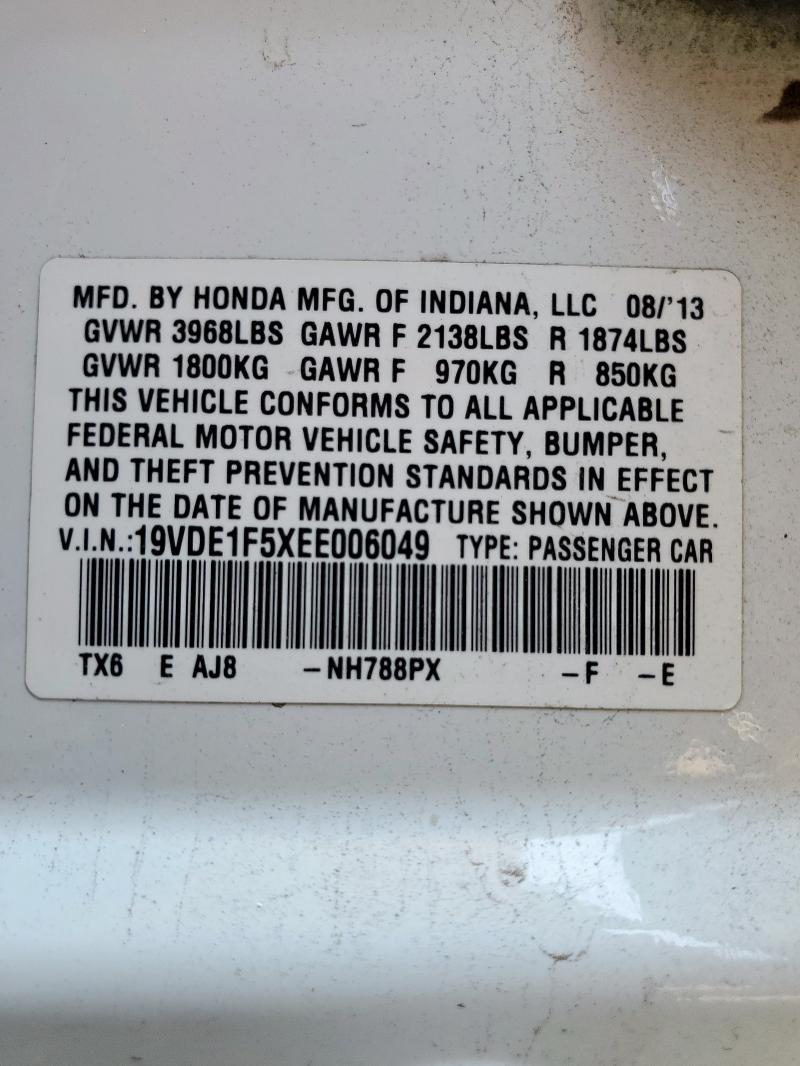 MFD. BY HONDA MFG. OF INDIANA, LLC 08/'13
GVWR 3968LBS GAWR F 2138LBS R 1874LBS
GVWR 1800KG GAWR F 970KG R 850KG
THIS VEHICLE CONFORMS TO ALL APPLICABLE
FEDERAL MOTOR VEHICLE SAFETY, BUMPER,
AND THEFT PREVENTION STANDARDS IN EFFECT
ON THE DATE OF MANUFACTURE SHOWN ABOVE.
V.I.N.:19VDE1F5XEE006049 TYPE: PASSENGER CAR
TX6 E AJ8 -NH788PX -F -E